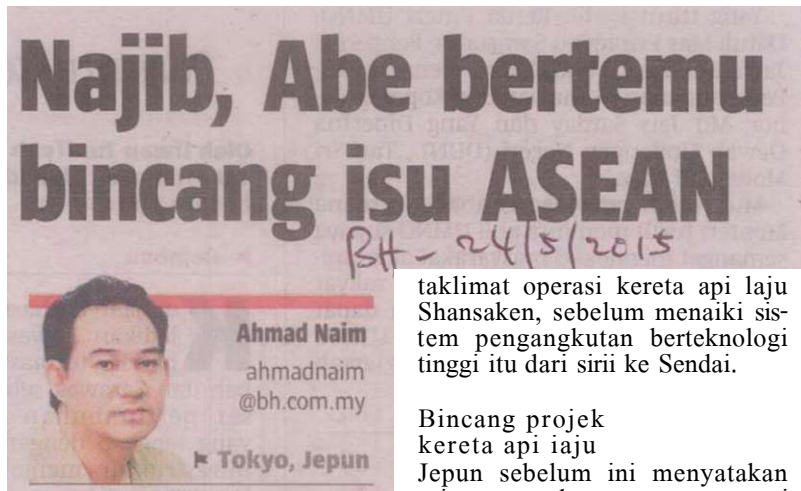 Najib, Abe bertemu
bincang isu ASEAN
BH - 24/5/2015
Ahmad Naim
ahmadnaim
@bh.com.my
Tokyo, Jepun
taklimat operasi kereta api laju
Shansaken, sebelum menaiki sis-
tem pengangkutan berteknologi
tinggi itu dari sirii ke Sendai.
Bincang projek
kereta api iaju
Jepun sebelum ini menyatakan